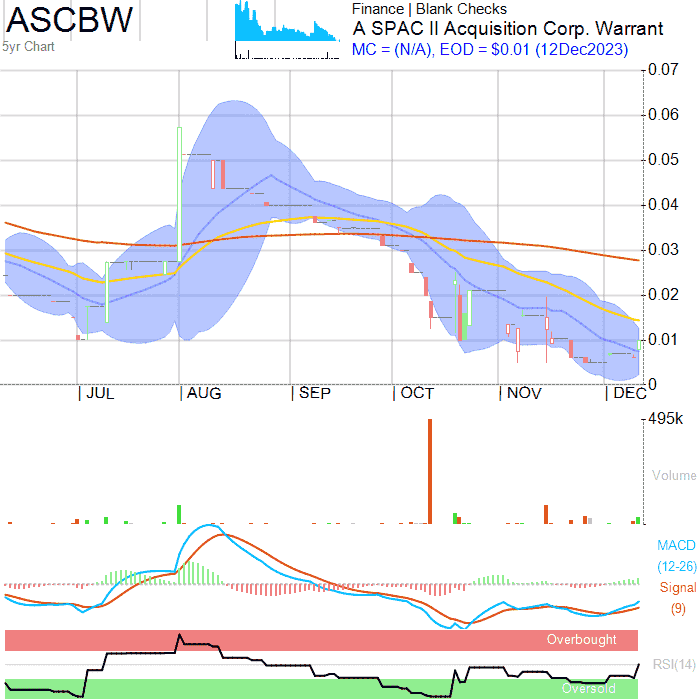 ASCBW
5yr Chart
Finance | Blank Checks
A SPAC II Acquisition Corp. Warrant
MC = (N/A), EOD = $0.01 (12Dec2023)
0.07
0.06
0.05
0.04
0.03
0.02
0.01
0
JUL AUG SEP OCT NOV DEC
495k
Volume
MACD
(12-26)
Signal
(9)
Overbought
RSI(14)
Oversold